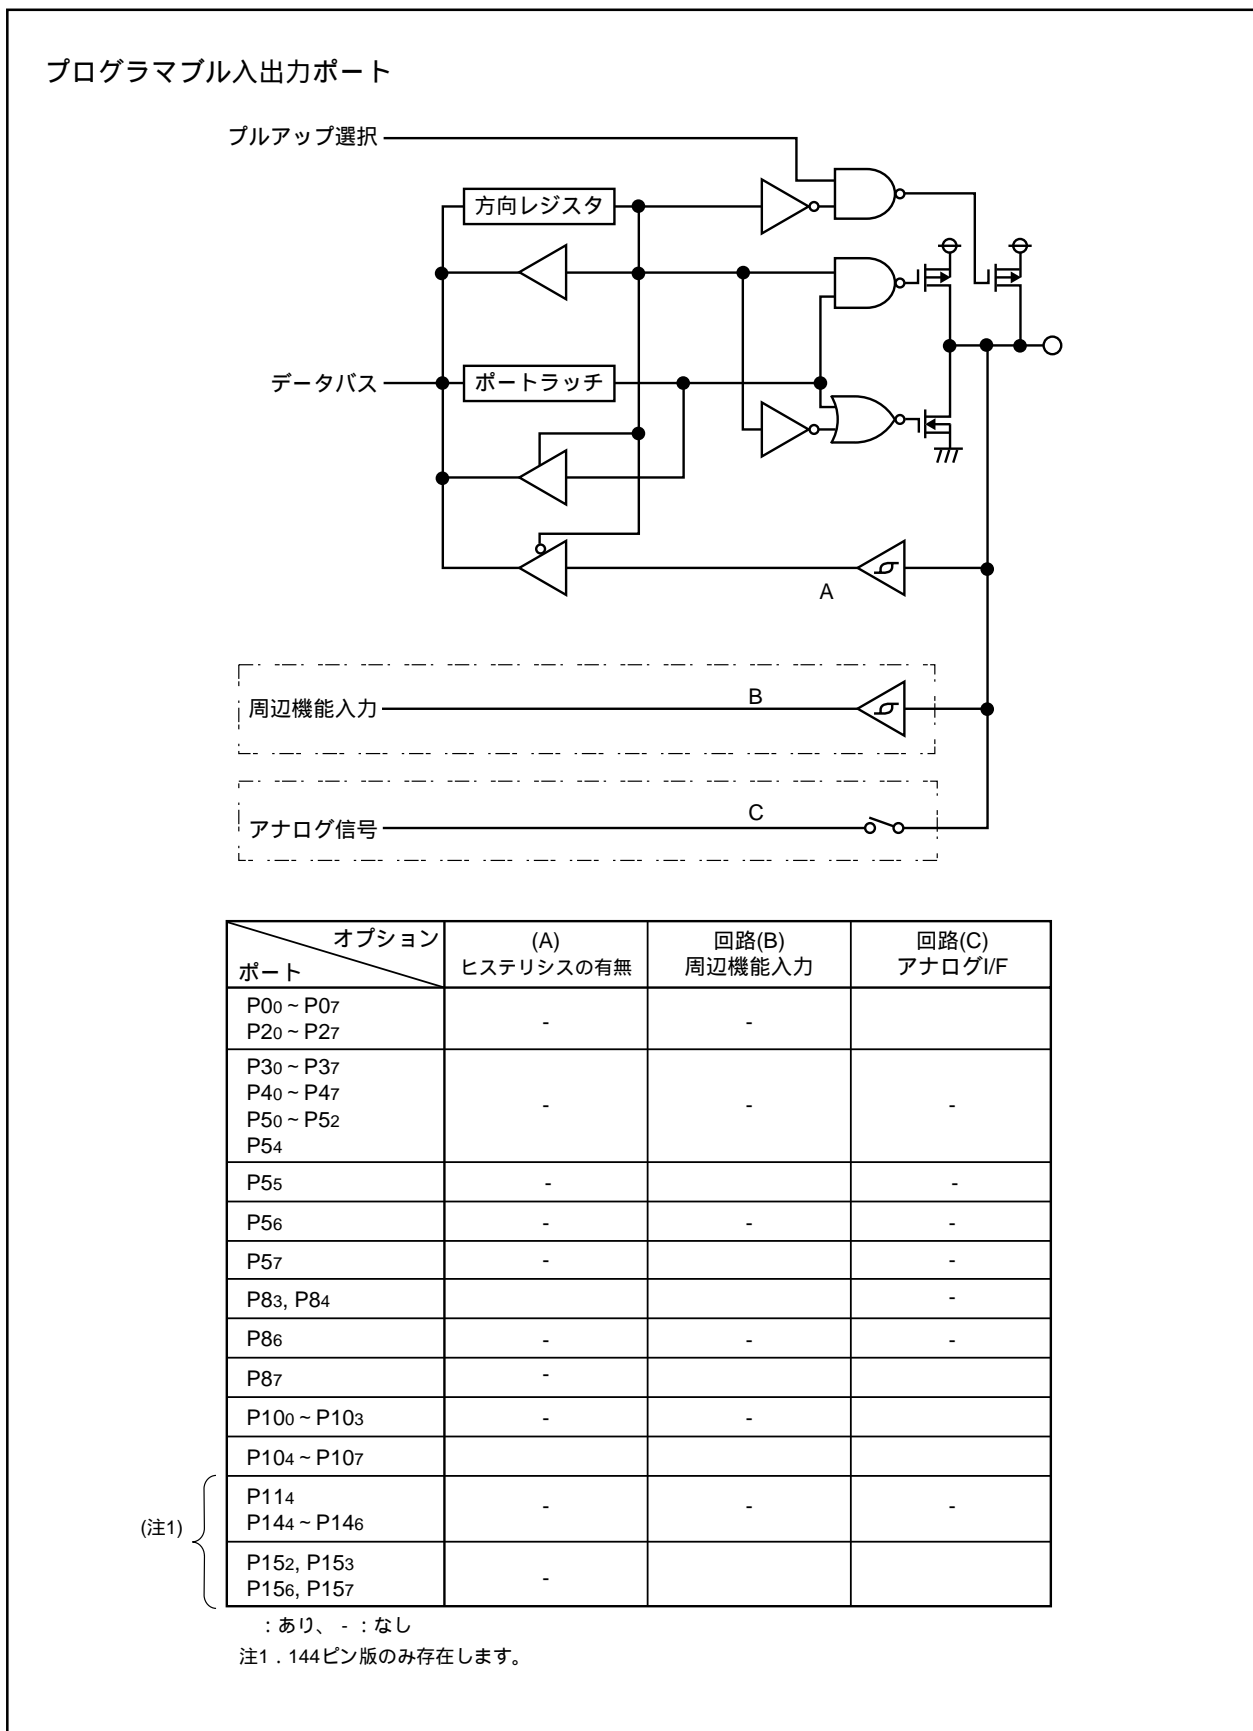 プログラマブル入出力ポート
プルアップ選択
方向レジスタ
データバス
ポートラッチ
A
周辺機能入力
B
アナログ信号
C
オプション
ポート
(A)
ヒステリシスの有無
回路(B)
周辺機能入力
回路(C)
アナログI/F
P00 ~ P07
P20 ~ P27
- -
P30 ~ P37
P40 ~ P47
P50 ~ P52
P54
- - -
P55 - -
P56 - - -
P57 - -
P83, P84 -
P86 - - -
P87 -
P100 ~ P103 - -
P104 ~ P107
(注1)
P114
P144 ~ P146
- - -
P152, P153
P156, P157
-
：あり、 - ：なし
注1．144ピン版のみ存在します。